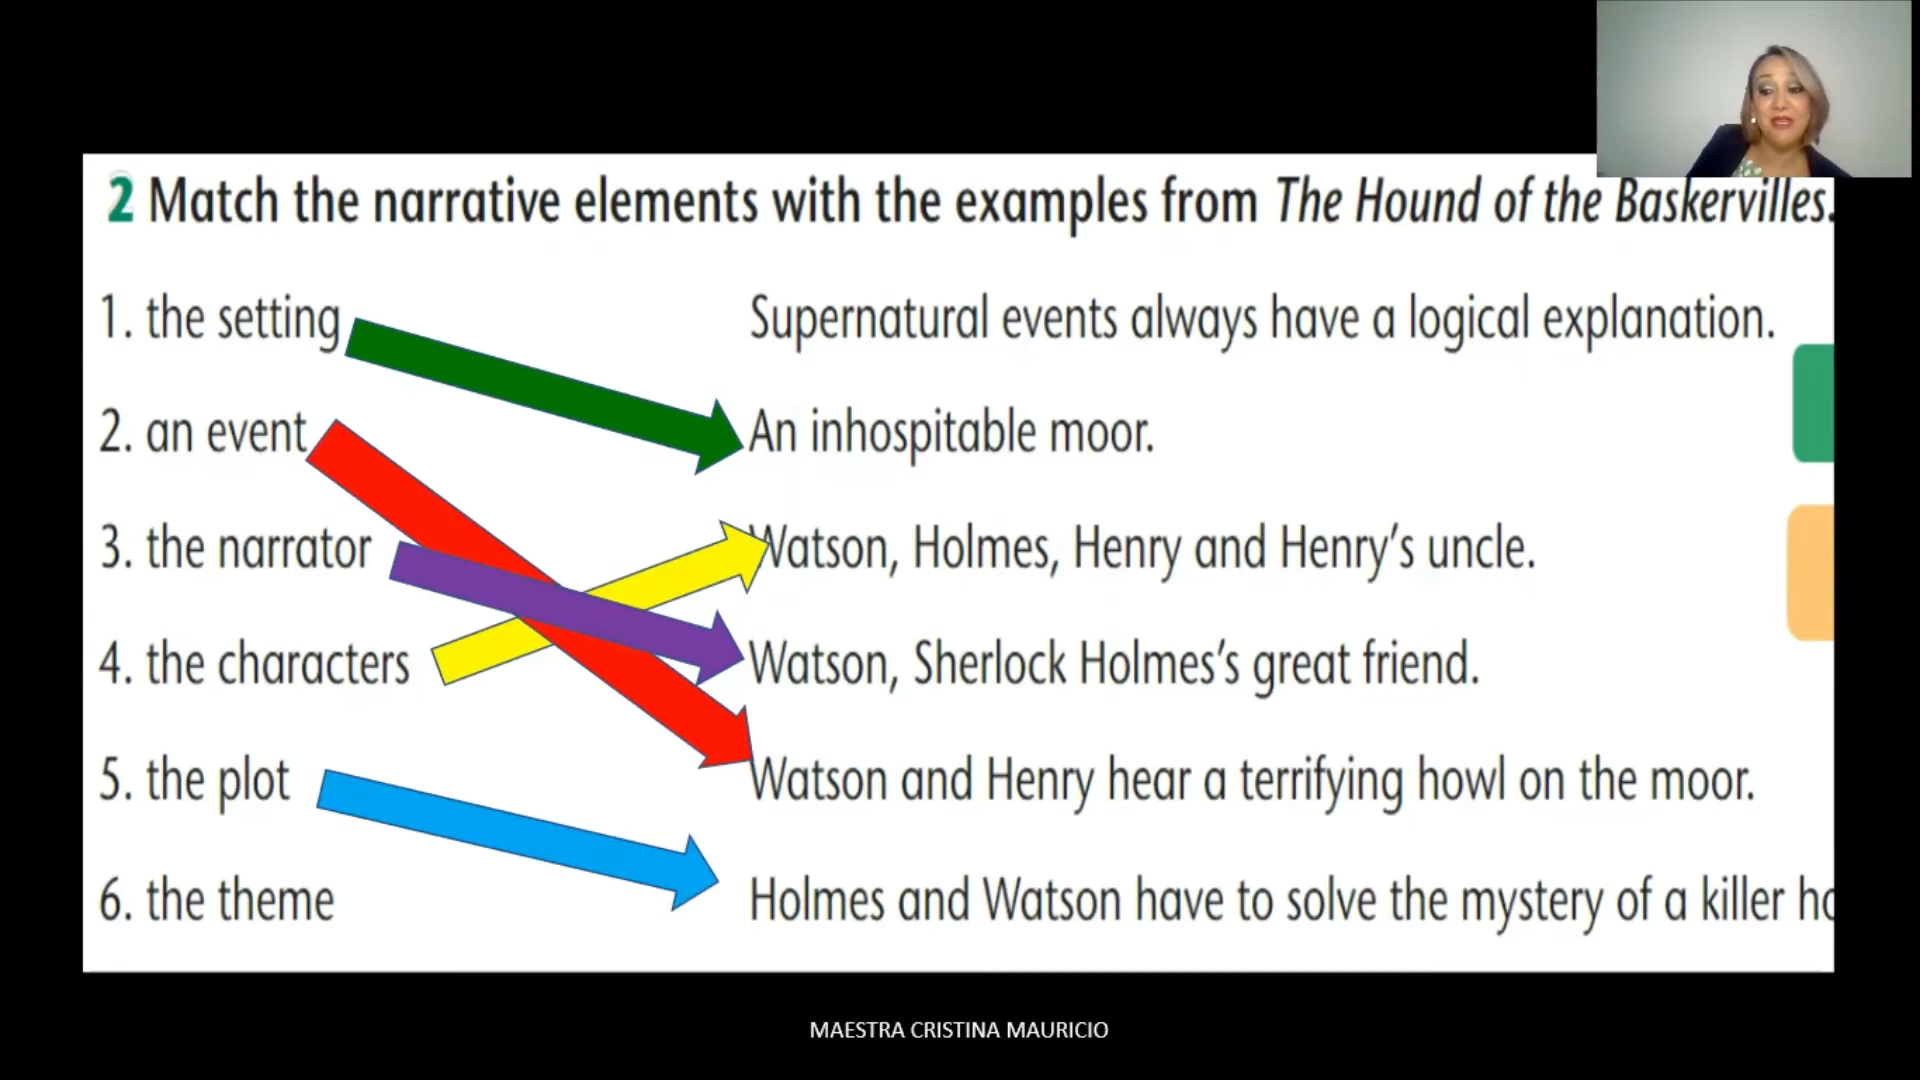 2 Match the narrative elements with the examples from The Hound of the Baskervilles.
1. the setting
Supernatural events always have a logical explanation.
2. an event
An inhospitable moor.
3. the narrator
Watson, Holmes, Henry and Henry's uncle.
4. the characters
Watson, Sherlock Holmes's great friend.
5. the plot
Watson and Henry hear a terrifying howl on the moor.
6. the theme
Holmes and Watson have to solve the mystery of a killer
MAESTRA CRISTINA MAURICIO